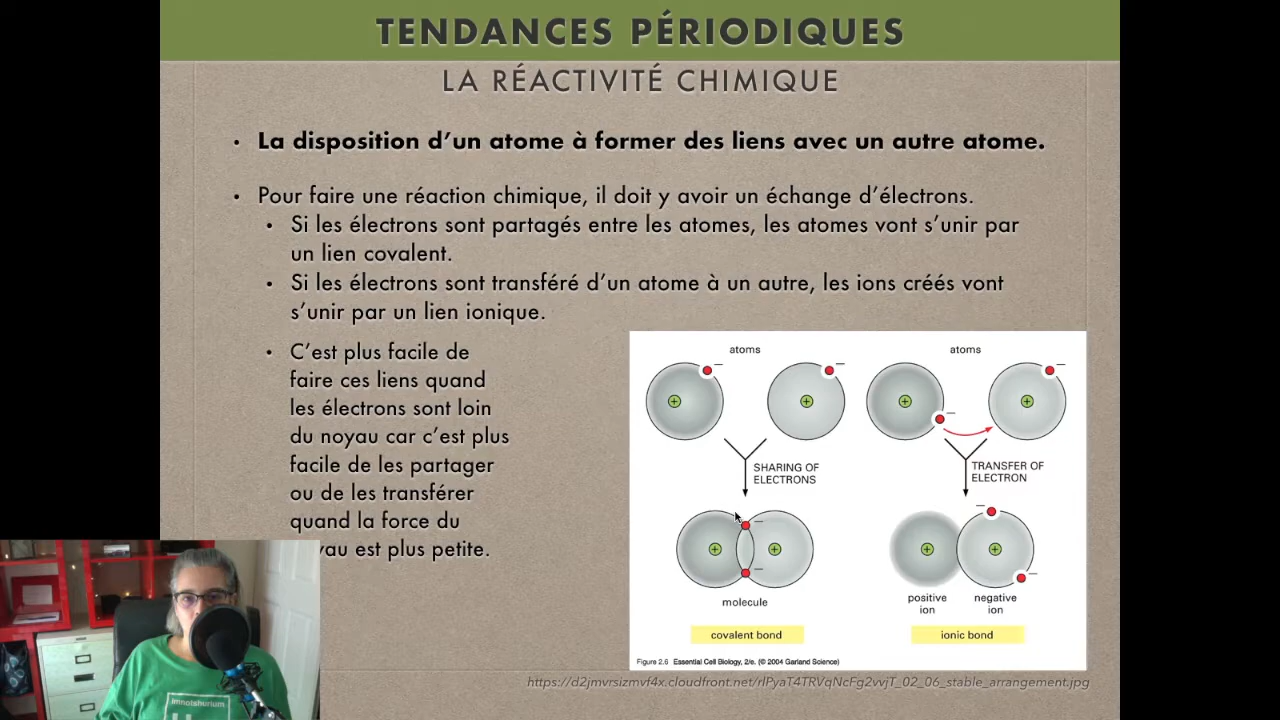 TENDANCES PÉRIODIQUES
LA RÉACTIVITÉ CHIMIQUE
• La disposition d'un atome à former des liens avec un autre atome.
• Pour faire une réaction chimique, il doit y avoir un échange d'électrons.
• Si les électrons sont partagés entre les atomes, les atomes vont s'unir par
un lien covalent.
• Si les électrons sont transféré d'un atome à un autre, les ions créés vont
s'unir par un lien ionique.
• C'est plus facile de
faire ces liens quand
les électrons sont loin
du noyau car c'est plus
facile de les partager
ou de les transférer
quand la force du
yau est plus petite.
atoms
atoms
SHARING OF
ELECTRONS
TRANSFER OF
ELECTRON
molecule
positive
ion
negative
ion
covalent bond
ionic bond
Figure 2.6 Essential Cell Biology, 2/e. (© 2004 Garland Science)
https://d2jmvrsizmvf4x.cloudfront.net/rlPyaT4TRVqNcFg2vvjT_02_06_stable_arrangement.jpg